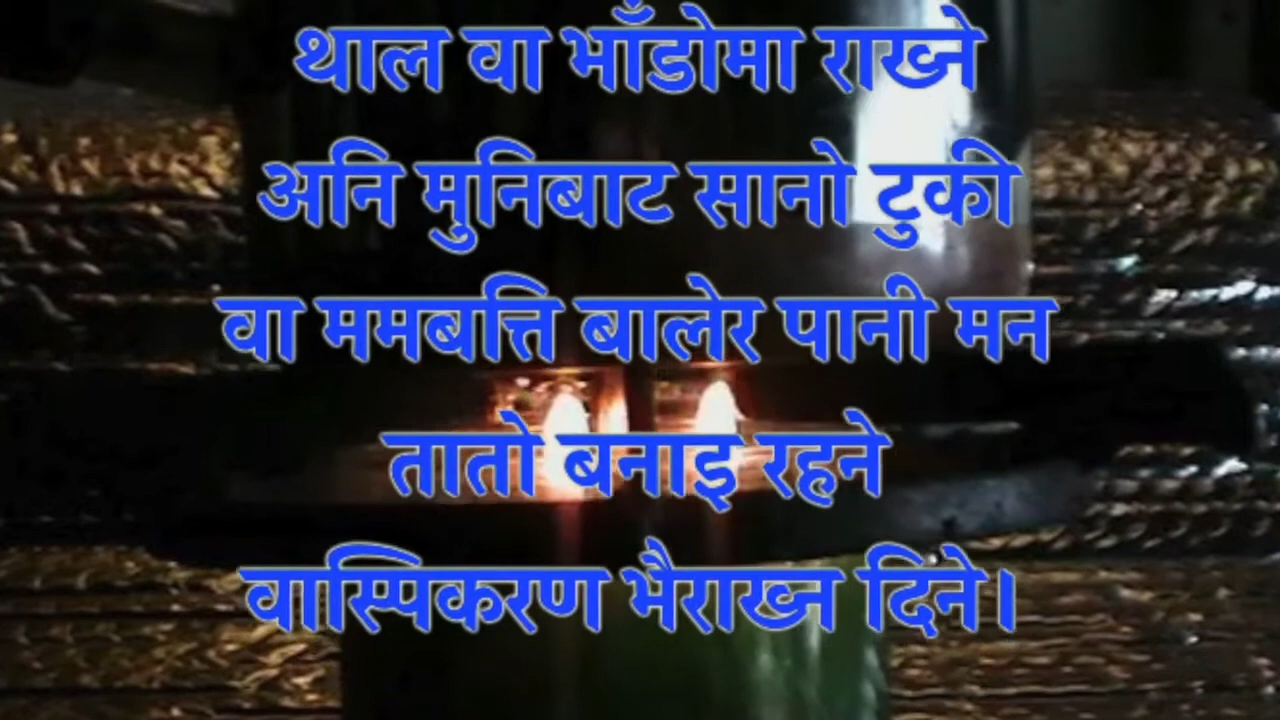 थाल वा भाँडोमा राख्ने
अनि मुनिबाट सानो टुकी
वा ममबत्ति बालेर पानी मन
तातो बनाइ रहने
वास्पिकरण भैराख्न दिने।